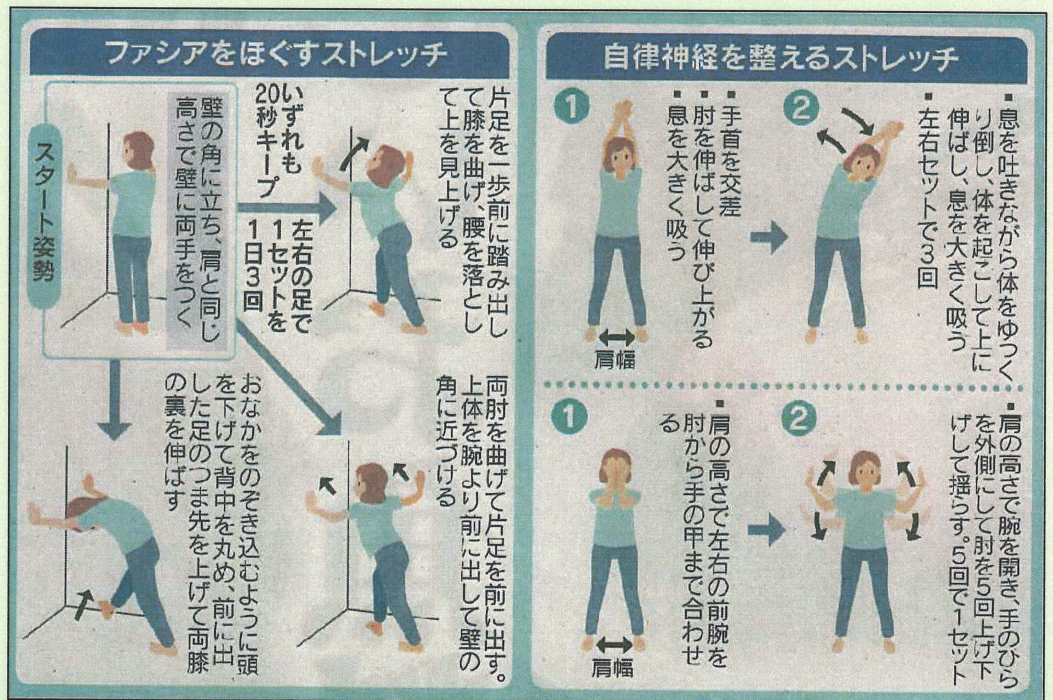 ファシアをほぐすストレッチ
スタート姿勢
壁の角に立ち、肩と同じ
高さで壁に両手をつく
いずれも
20秒キープ
左右の足で
1セットを
1日3回
片足を一歩前に踏み出し
て膝を曲げ、腰を落とし
て上を見上げる
両肘を曲げて片足を前に出す。
上体を腕より前に出して壁の
角に近づける
おなかをのぞき込むように頭
を下げて背中を丸め、前に出
した足のつま先を上げて両膝
の裏を伸ばす
自律神経を整えるストレッチ
1
▪手首を交差
▪肘を伸ばして伸び上がる
▪息を大きく吸う
肩幅
2
▪息を吐きながら体をゆっく
り倒し、体を起こして上に
伸ばし、息を大きく吸う
▪左右セットで3回
1
▪肩の高さで左右の前腕を
肘から手の甲まで合わせ
る
肩幅
2
▪肩の高さで腕を開き、手のひら
を外側にして肘を5回上げ下
げして揺らす。5回で1セット